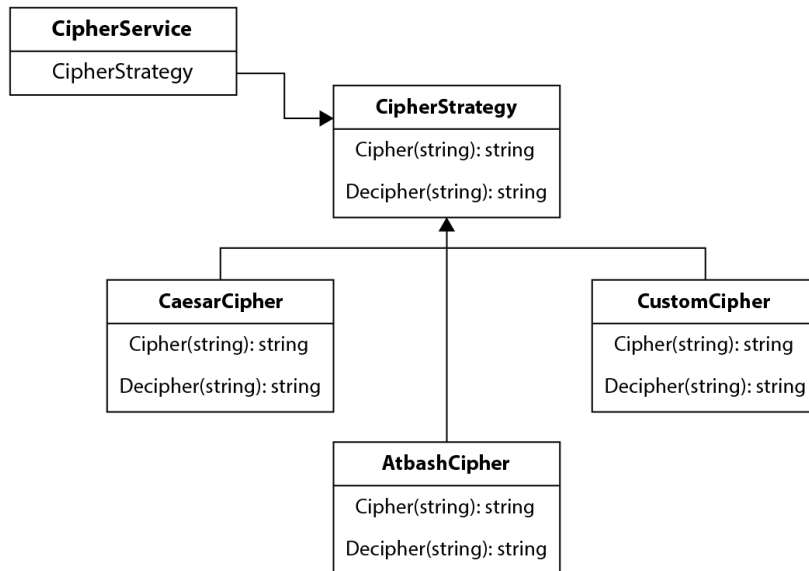 CipherService
CipherStrategy
CipherStrategy
Cipher(string): string
Decipher(string): string
CaesarCipher
Cipher(string): string
Decipher(string): string
CustomCipher
Cipher(string): string
Decipher(string): string
AtbashCipher
Cipher(string): string
Decipher(string): string